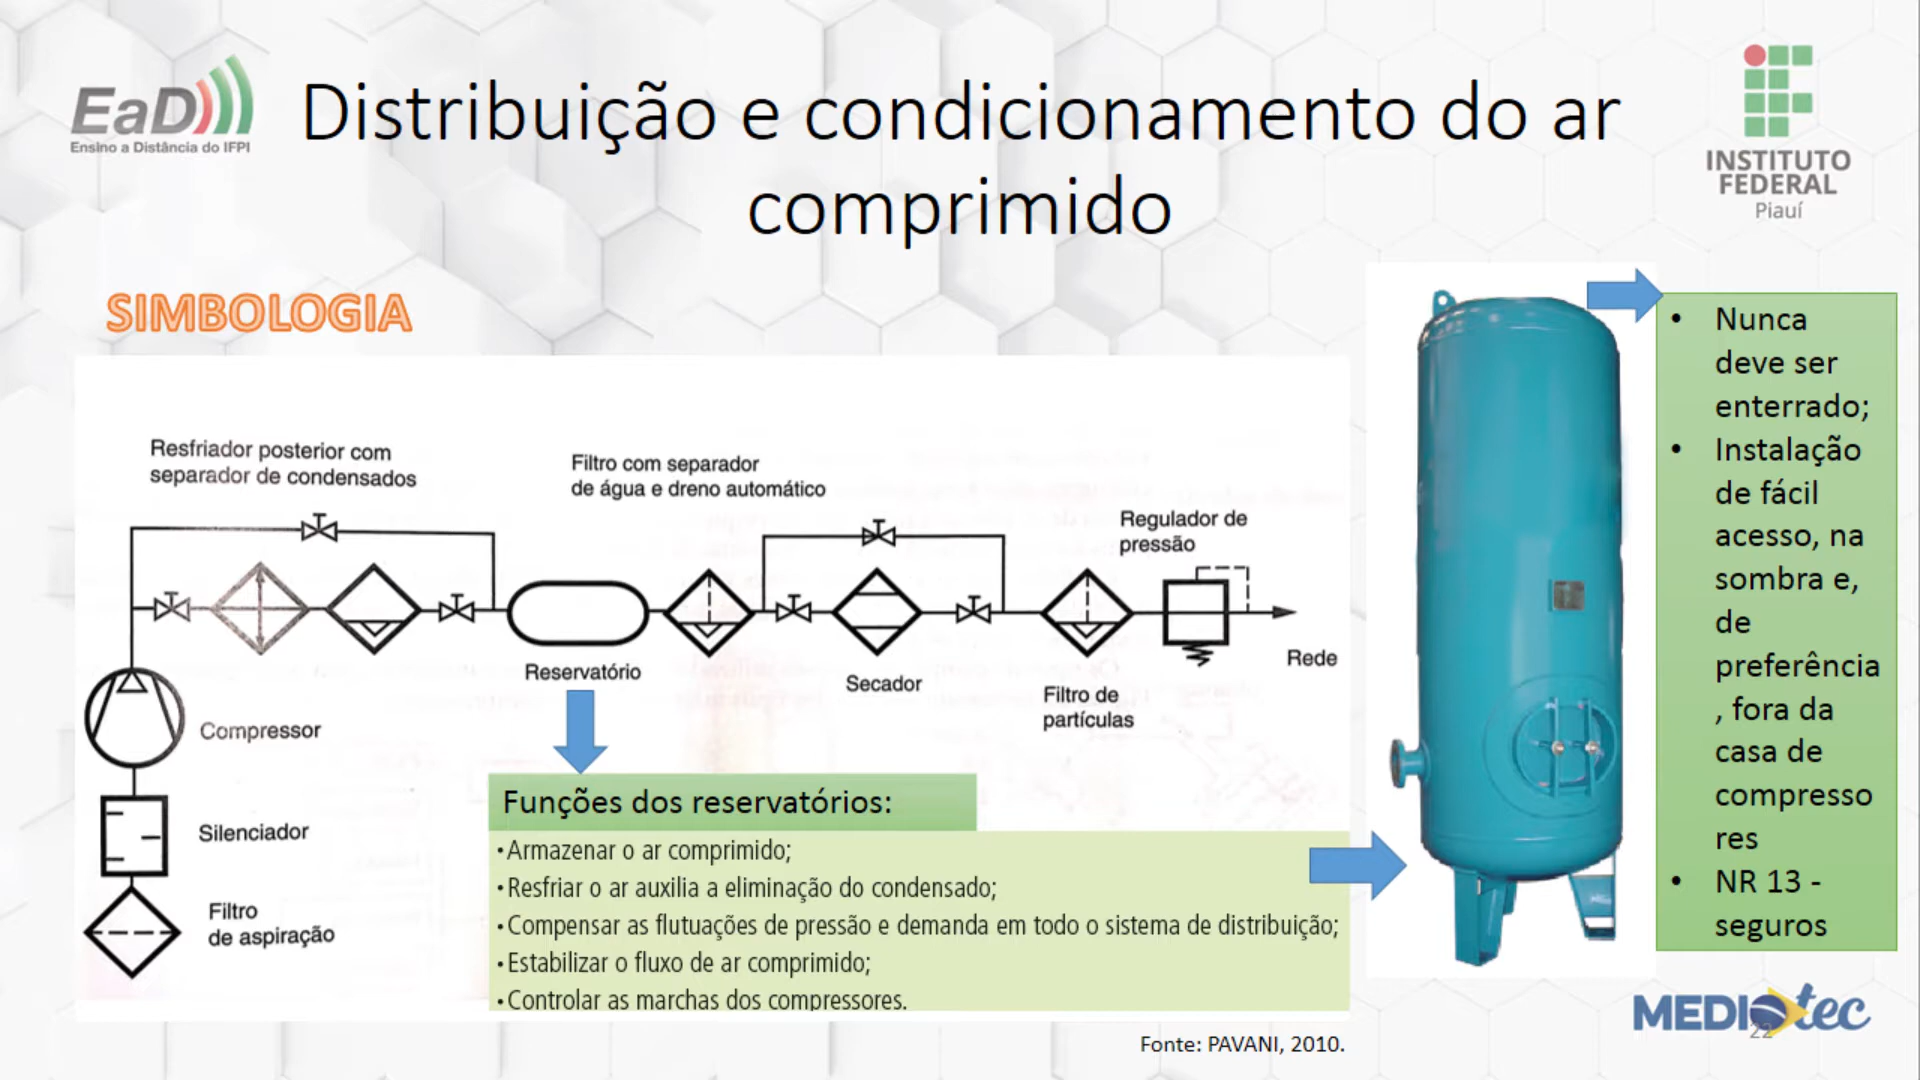 EaD
Ensino a Distância do IFPI
Distribuição e condicionamento do ar
comprimido
INSTITUTO
FEDERAL
Piauí
SIMBOLOGIA
Resfriador posterior com
separador de condensados
Filtro com separador
de água e dreno automático
Regulador de
pressão
Reservatório
Secador
Filtro de
partículas
Rede
Compressor
Silenciador
Filtro
de aspiração
Funções dos reservatórios:
•Armazenar o ar comprimido;
•Resfriar o ar auxilia a eliminação do condensado;
•Compensar as flutuações de pressão e demanda em todo o sistema de distribuição;
•Estabilizar o fluxo de ar comprimido;
•Controlar as marchas dos compressores.
• Nunca
deve ser
enterrado;
• Instalação
de fácil
acesso, na
sombra e,
de
preferência
, fora da
casa de
compresso
res
• NR 13 -
seguros
Fonte: PAVANI, 2010.
MEDIOtec
22